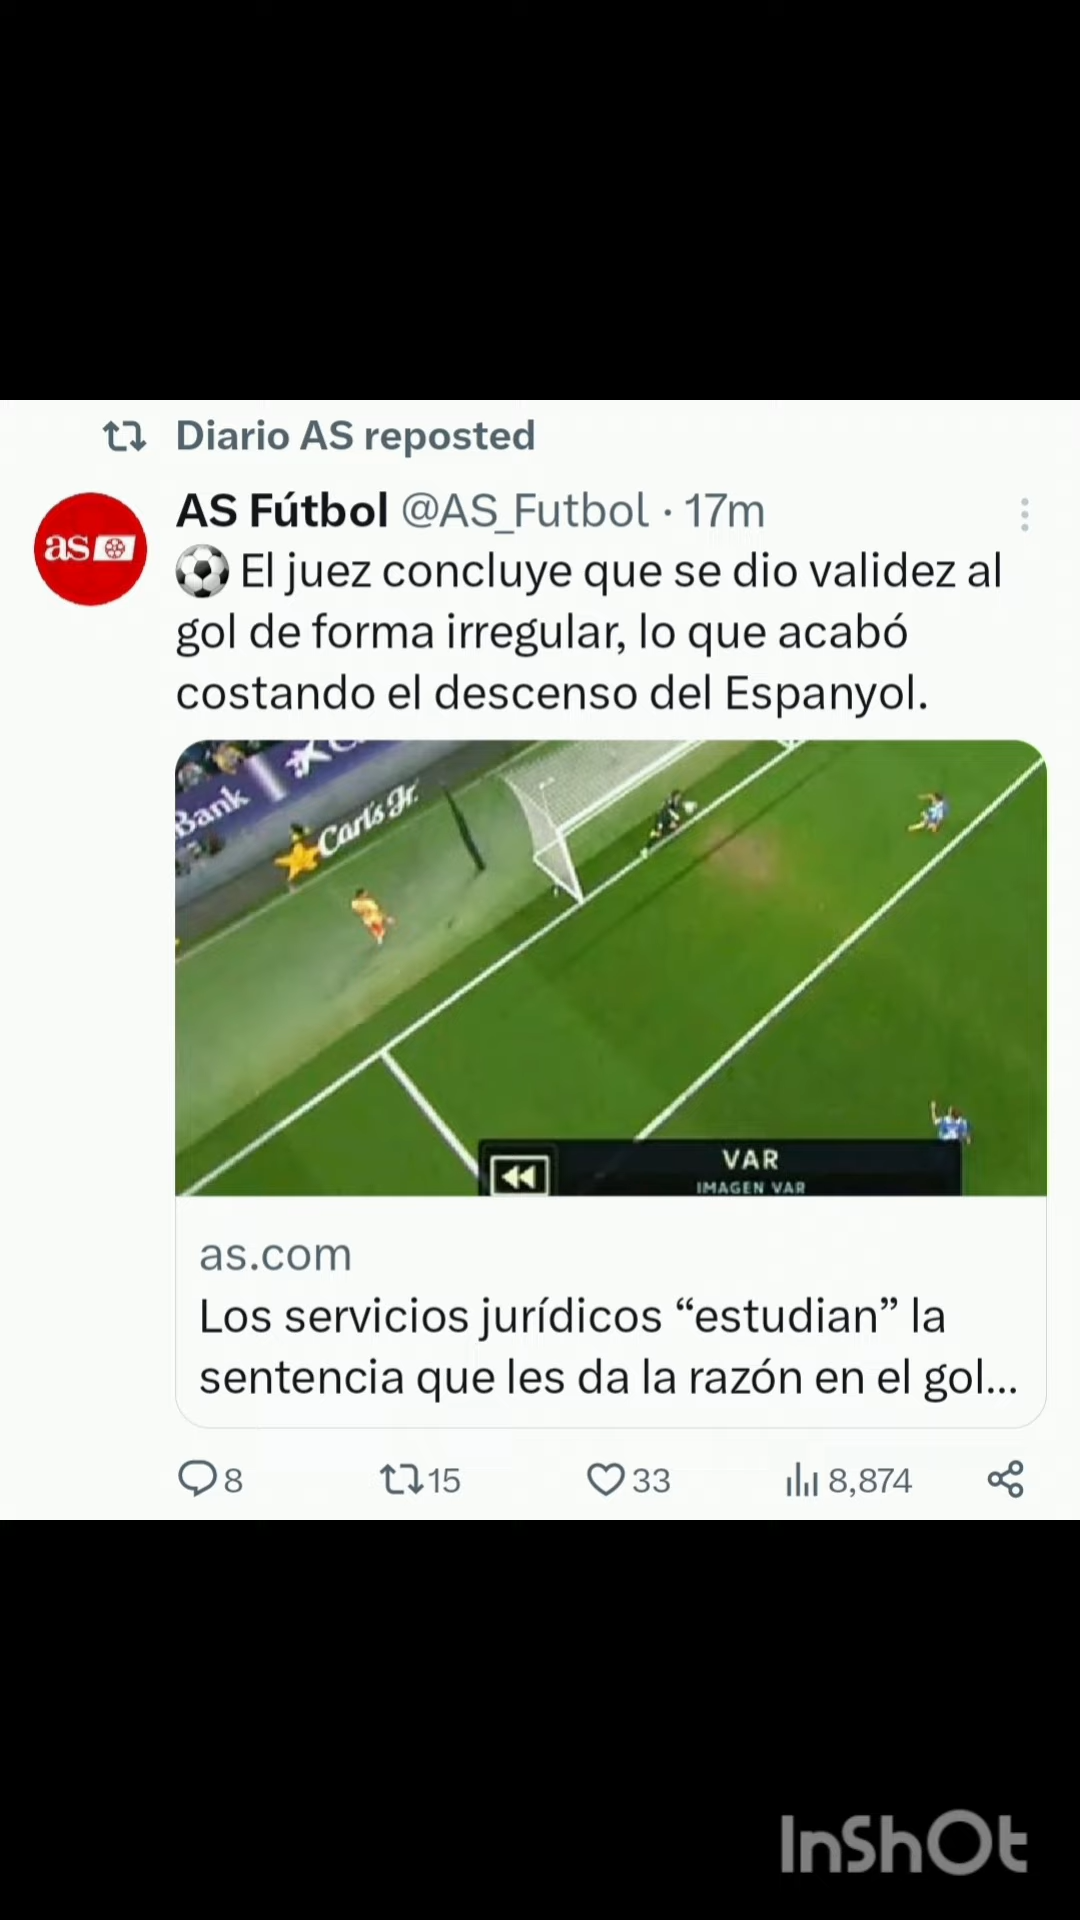 Diario AS reposted
AS Fútbol @AS_Futbol · 17m
as
⚽ El juez concluye que se dio validez al
gol de forma irregular, lo que acabó
costando el descenso del Espanyol.
Bank
Carl's Jr.
VAR
IMAGEN VAR
as.com
Los servicios jurídicos “estudian” la
sentencia que les da la razón en el gol...
8 15 33 8,874
InShOt